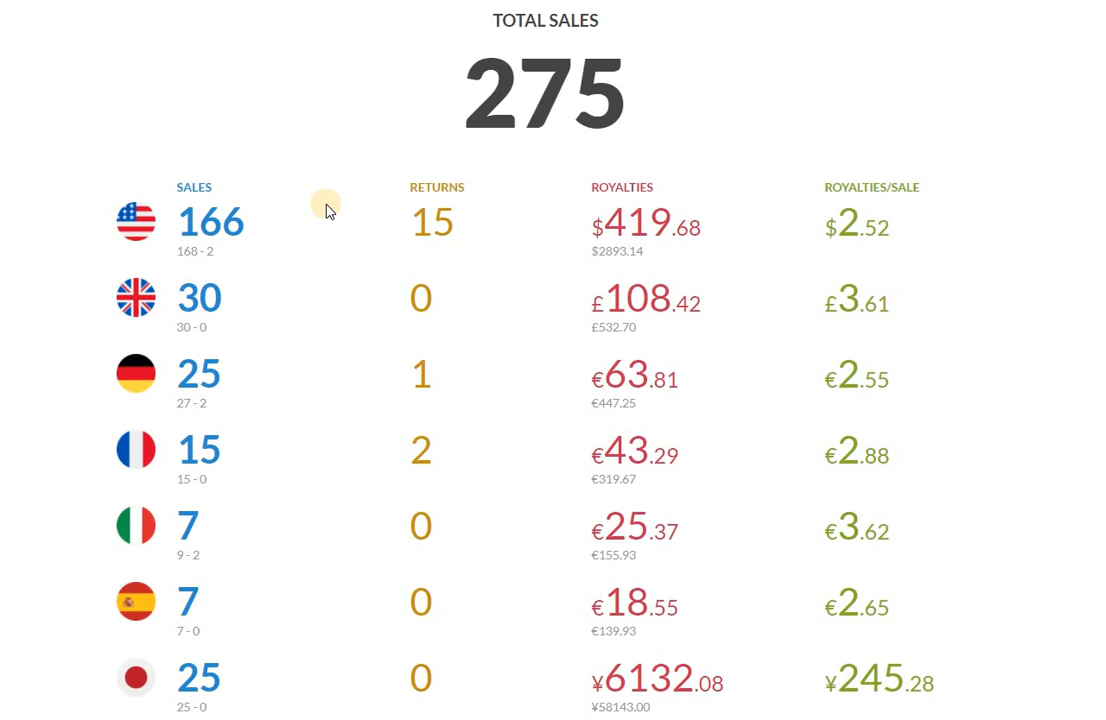 TOTAL SALES
275
SALES RETURNS ROYALTIES ROYALTIES/SALE
166 15 $419.68 $2.52
168 - 2 $2893.14
30 0 £108.42 £3.61
30 - 0 £532.70
25 1 €63.81 €2.55
27 - 2 €447.25
15 2 €43.29 €2.88
15 - 0 €319.67
7 0 €25.37 €3.62
9 - 2 €155.93
7 0 €18.55 €2.65
7 - 0 €139.93
25 0 ¥6132.08 ¥245.28
25 - 0 ¥58143.00